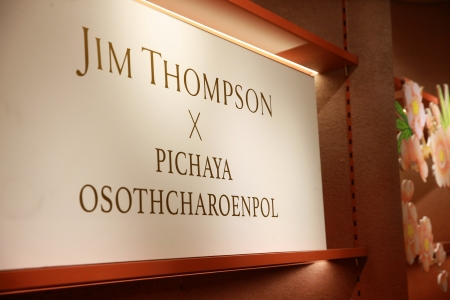 JIM THOMPSON
X
PICHAYA
OSOTHCHAROENPOL